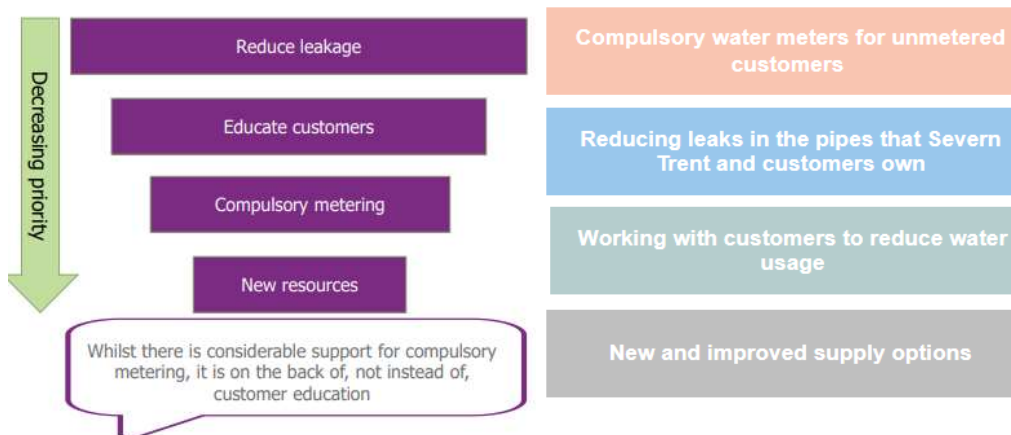 Decreasing priority
Reduce leakage
Educate customers
Compulsory metering
New resources
Whilst there is considerable support for compulsory
metering, it is on the back of, not instead of,
customer education
Compulsory water meters for unmetered
customers
Reducing leaks in the pipes that Severn
Trent and customers own
Working with customers to reduce water
usage
New and improved supply options